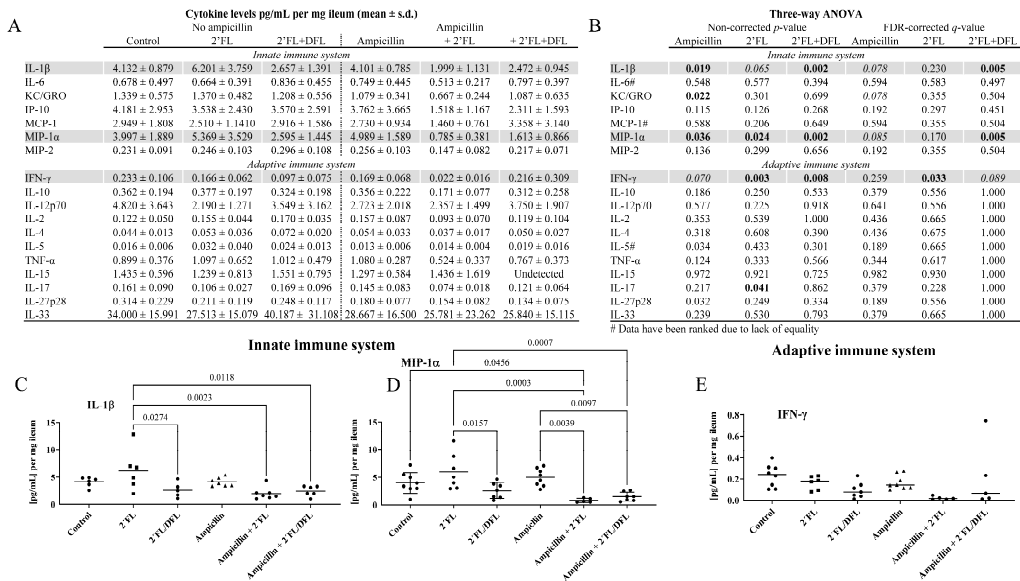 Cytokine levels pg/mL per mg ileum (mean ± s.d.)
A No ampicillin Ampicillin
Control 2'FL 2'FL+DFL Ampicillin + 2'FL + 2'FL+DFL
Innate immune system
IL-1β 4.132 ± 0.879 6.201 ± 3.759 2.657 ± 1.391 4.101 ± 0.785 1.999 ± 1.131 2.472 ± 0.945
IL-6 0.678 ± 0.497 0.664 ± 0.391 0.836 ± 0.455 0.749 ± 0.445 0.513 ± 0.217 0.797 ± 0.397
KC/GRO 1.339 ± 0.575 1.370 ± 0.482 1.208 ± 0.556 1.079 ± 0.341 0.667 ± 0.244 1.087 ± 0.635
IP-10 4.181 ± 2.953 3.538 ± 2.430 3.570 ± 2.591 3.762 ± 3.665 1.518 ± 1.167 2.311 ± 1.593
MCP-1 2.949 ± 1.808 2.510 ± 1.1410 2.916 ± 1.586 2.730 ± 0.934 1.460 ± 0.761 3.358 ± 3.140
MIP-1α 3.997 ± 1.889 5.369 ± 3.529 2.595 ± 1.445 4.989 ± 1.589 0.785 ± 0.381 1.613 ± 0.866
MIP-2 0.231 ± 0.091 0.246 ± 0.103 0.296 ± 0.108 0.256 ± 0.103 0.147 ± 0.082 0.217 ± 0.071
Adaptive immune system
IFN-γ 0.233 ± 0.106 0.166 ± 0.062 0.097 ± 0.075 0.169 ± 0.068 0.022 ± 0.016 0.216 ± 0.309
IL-10 0.362 ± 0.194 0.377 ± 0.197 0.324 ± 0.198 0.356 ± 0.222 0.171 ± 0.077 0.312 ± 0.258
IL-12p70 4.820 ± 3.643 2.190 ± 1.271 3.549 ± 3.162 2.723 ± 2.018 2.357 ± 1.499 3.750 ± 1.907
IL-2 0.122 ± 0.050 0.155 ± 0.044 0.170 ± 0.035 0.157 ± 0.087 0.093 ± 0.070 0.119 ± 0.104
IL-4 0.044 ± 0.013 0.053 ± 0.036 0.072 ± 0.020 0.054 ± 0.033 0.037 ± 0.017 0.050 ± 0.027
IL-5 0.016 ± 0.006 0.032 ± 0.040 0.024 ± 0.013 0.013 ± 0.006 0.014 ± 0.004 0.019 ± 0.016
TNF-α 0.899 ± 0.376 1.097 ± 0.652 1.012 ± 0.479 1.080 ± 0.287 0.524 ± 0.337 0.767 ± 0.373
IL-15 1.435 ± 0.596 1.239 ± 0.813 1.551 ± 0.795 1.297 ± 0.584 1.436 ± 1.619 Undetected
IL-17 0.161 ± 0.090 0.106 ± 0.027 0.169 ± 0.096 0.145 ± 0.083 0.074 ± 0.018 0.121 ± 0.064
IL-27p28 0.314 ± 0.229 0.211 ± 0.119 0.248 ± 0.117 0.180 ± 0.077 0.154 ± 0.082 0.134 ± 0.075
IL-33 34.000 ± 15.991 27.513 ± 15.079 40.187 ± 31.108 28.667 ± 16.500 25.781 ± 23.262 25.840 ± 15.115
Three-way ANOVA
B Non-corrected p-value FDR-corrected q-value
Ampicillin 2'FL 2'FL+DFL Ampicillin 2'FL 2'FL+DFL
Innate immune system
IL-1β 0.019 0.065 0.002 0.078 0.230 0.005
IL-6# 0.548 0.577 0.394 0.594 0.583 0.497
KC/GRO 0.022 0.301 0.699 0.078 0.355 0.504
IP-10 0.115 0.126 0.268 0.192 0.297 0.451
MCP-1# 0.588 0.206 0.649 0.594 0.355 0.504
MIP-1α 0.036 0.024 0.002 0.085 0.170 0.005
MIP-2 0.136 0.299 0.656 0.192 0.355 0.504
Adaptive immune system
IFN-γ 0.070 0.003 0.008 0.259 0.033 0.089
IL-10 0.186 0.250 0.533 0.379 0.556 1.000
IL-12p70 0.577 0.225 0.918 0.641 0.556 1.000
IL-2 0.353 0.539 1.000 0.436 0.665 1.000
IL-4 0.318 0.608 0.390 0.436 0.675 1.000
IL-5# 0.034 0.433 0.301 0.189 0.665 1.000
TNF-α 0.124 0.333 0.566 0.344 0.617 1.000
IL-15 0.972 0.921 0.725 0.982 0.930 1.000
IL-17 0.217 0.041 0.862 0.379 0.228 1.000
IL-27p28 0.032 0.249 0.334 0.189 0.556 1.000
IL-33 0.239 0.530 0.793 0.379 0.665 1.000
# Data have been ranked due to lack of equality
Innate immune system
Adaptive immune system
C
IL-1β
0.0118
0.0023
0.0274
[pg/mL] per mg ileum
15
10
5
0
Control 2'FL 2'FL/DFL Ampicillin Ampicillin + 2'FL Ampicillin + 2'FL/DFL
D
MIP-1α
0.0007
0.0456
0.0003
0.0097
0.0157
0.0039
[pg/mL] per mg ileum
15
10
5
0
Control 2'FL 2'FL/DFL Ampicillin Ampicillin + 2'FL Ampicillin + 2'FL/DFL
E
IFN-γ
[pg/mL] per mg ileum
0.8
0.6
0.4
0.2
0.0
Control 2'FL 2'FL/DFL Ampicillin Ampicillin + 2'FL Ampicillin + 2'FL/DFL